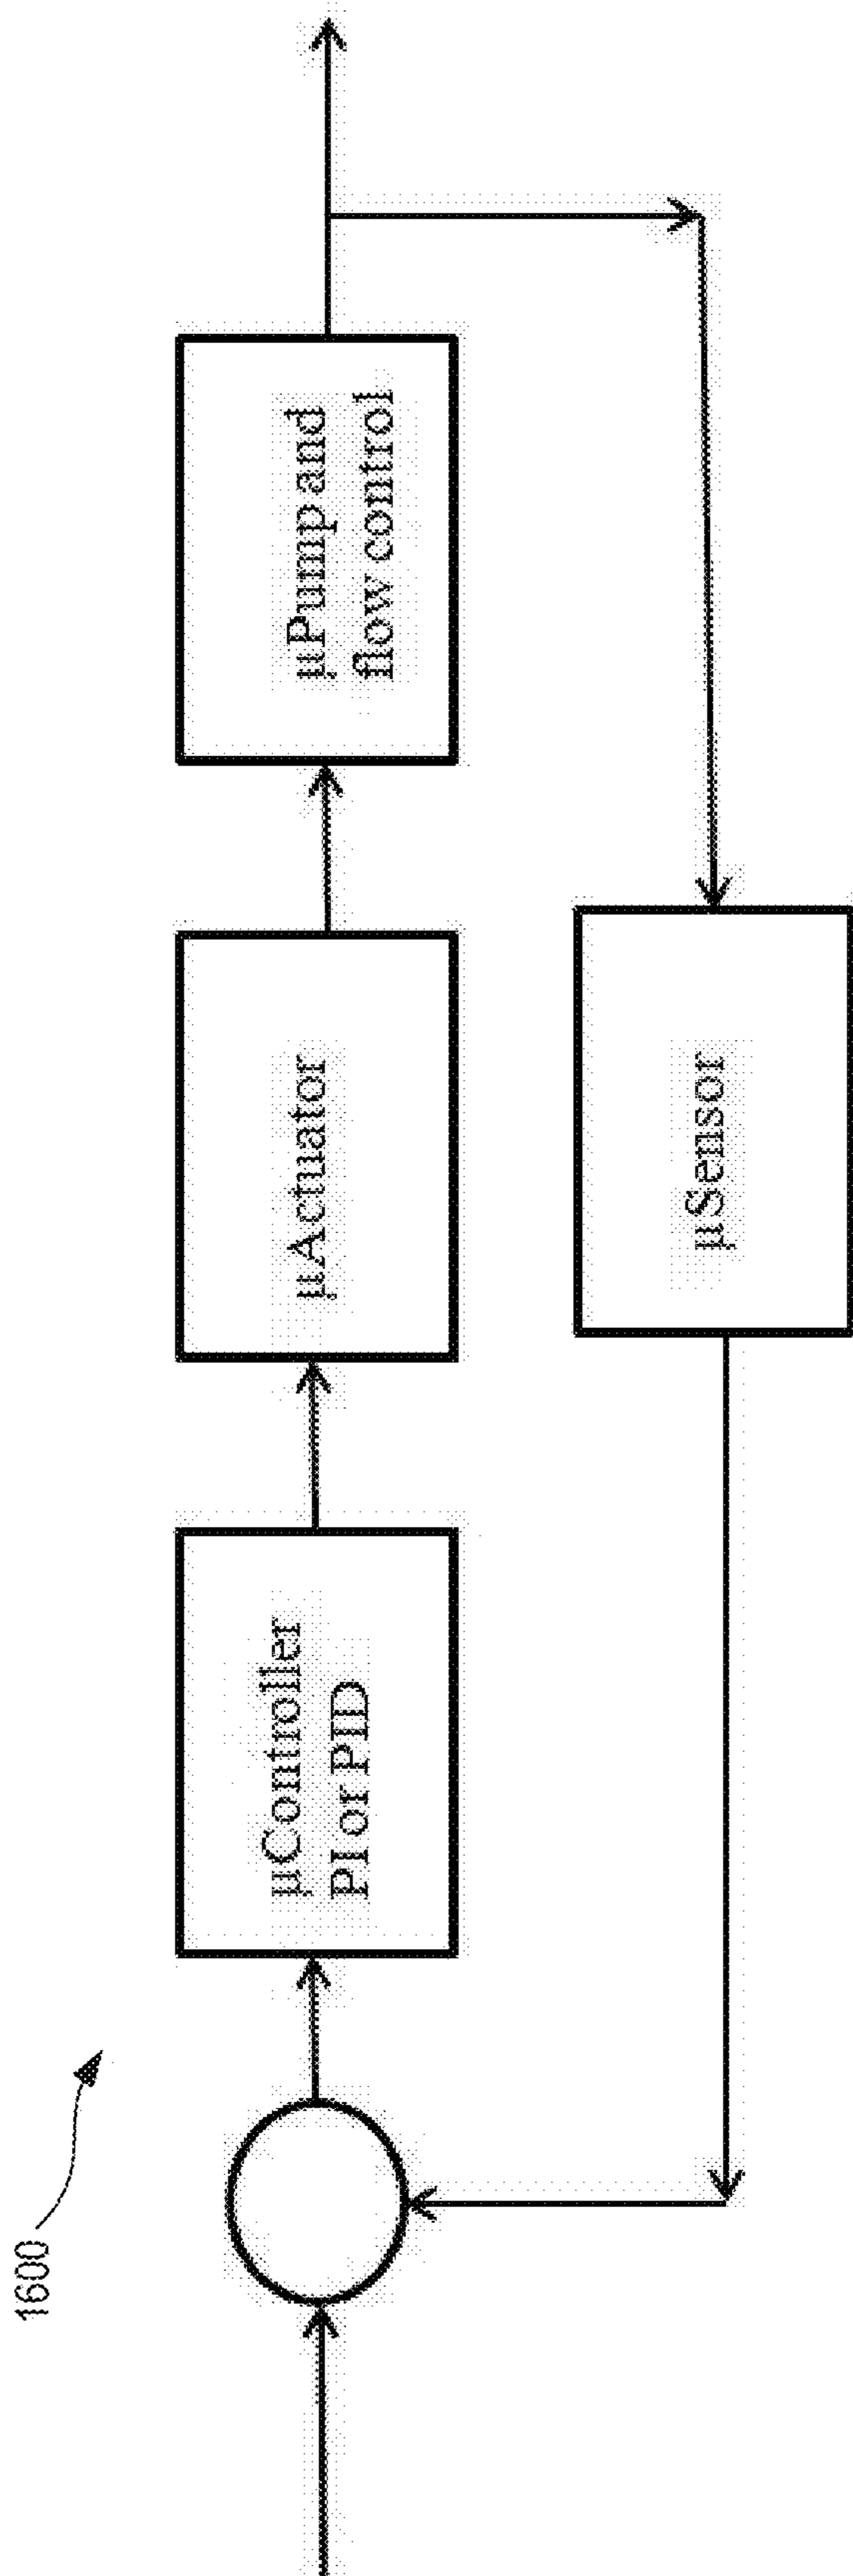 1600
µController
PI or PID
µActuator
µPump and
flow control
µSensor